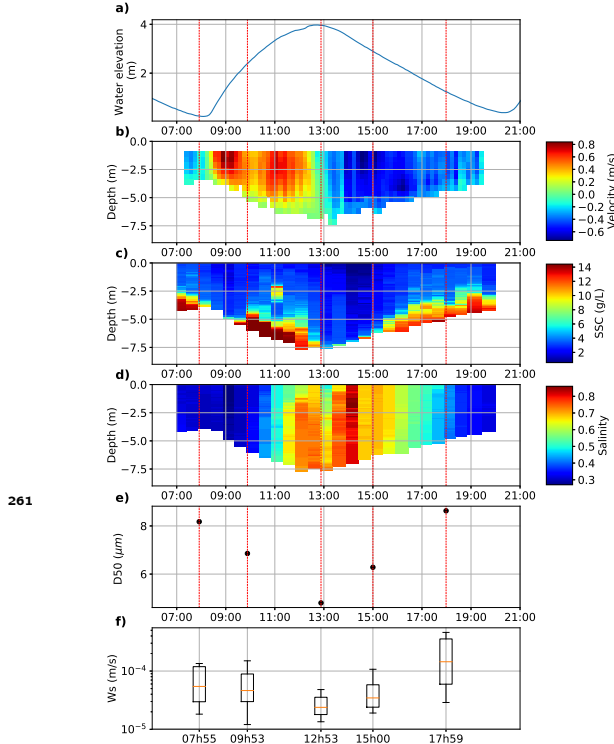 a)
Water elevation
(m)
4
2
07:00 09:00 11:00 13:00 15:00 17:00 19:00 21:00
b)
Depth (m)
0.0
−2.5
−5.0
−7.5
07:00 09:00 11:00 13:00 15:00 17:00 19:00 21:00
0.8
0.6
0.4
0.2
0.0
−0.2
−0.4
−0.6
Velocity (m/s)
c)
Depth (m)
0.0
−2.5
−5.0
−7.5
07:00 09:00 11:00 13:00 15:00 17:00 19:00 21:00
14
12
10
8
6
4
2
SSC (g/L)
d)
Depth (m)
0.0
−2.5
−5.0
−7.5
07:00 09:00 11:00 13:00 15:00 17:00 19:00 21:00
0.8
0.7
0.6
0.5
0.4
0.3
Salinity
261
e)
D50 (μm)
8
6
07:00 09:00 11:00 13:00 15:00 17:00 19:00 21:00
f)
Ws (m/s)
10⁻⁴
10⁻⁵
07h55 09h53 12h53 15h00 17h59